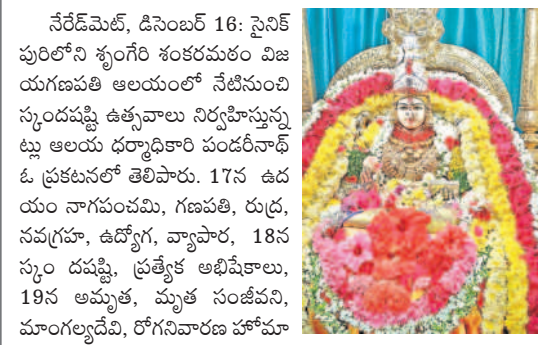 నేరేడ్‌మెట్, డిసెంబర్ 16: సైనిక్
పురిలోని శృంగేరి శంకరమఠం విజ
యగణపతి ఆలయంలో నేటినుంచి
స్కందషష్టి ఉత్సవాలు నిర్వహిస్తున్న
ట్లు ఆలయ ధర్మాధికారి పండరీనాథ్
ఓ ప్రకటనలో తెలిపారు. 17న ఉద
యం నాగపంచమి, గణపతి, రుద్ర,
నవగ్రహ, ఉద్యోగ, వ్యాపార, 18న
స్కం దషష్టి, ప్రత్యేక అభిషేకాలు,
19న అమృత, మృత సంజీవని,
మాంగల్యదేవి, రోగనివారణ హోమా